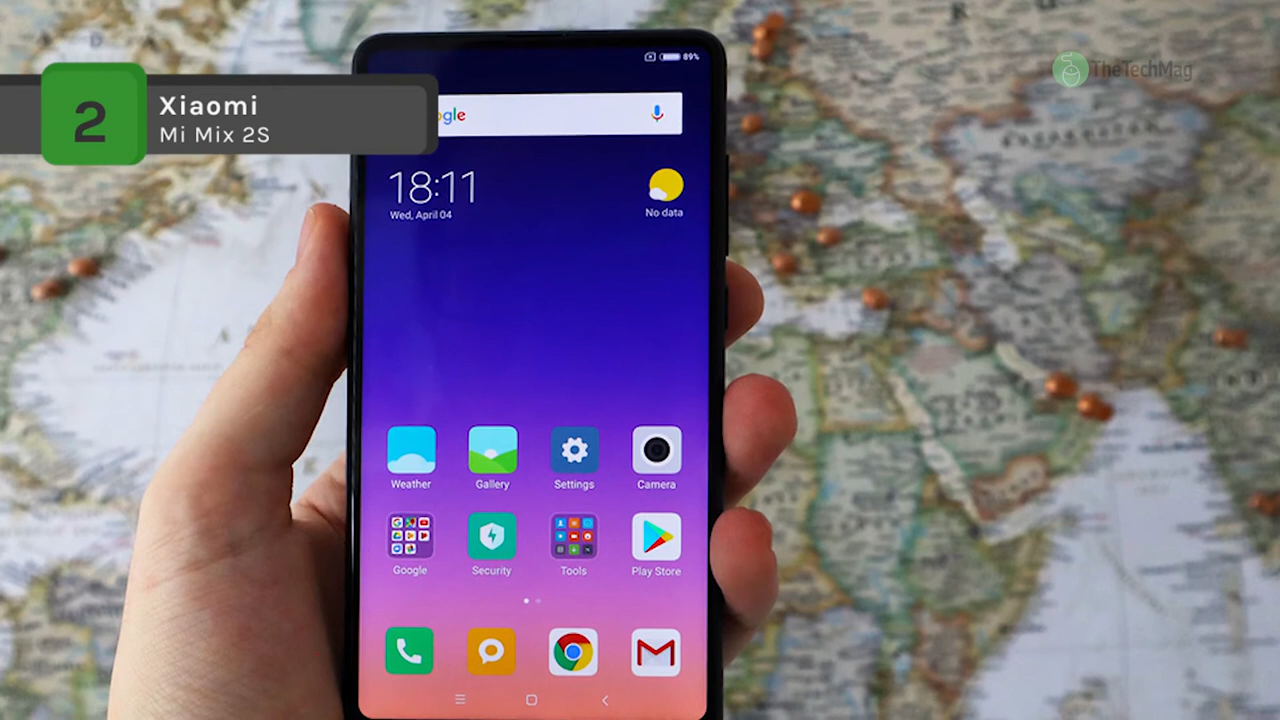 2
Xiaomi
Mi Mix 2S
TheTechMag
89%
gle
18:11
Wed, April 04
No data
Weather
Gallery
Settings
Camera
Google
Security
Tools
Play Store